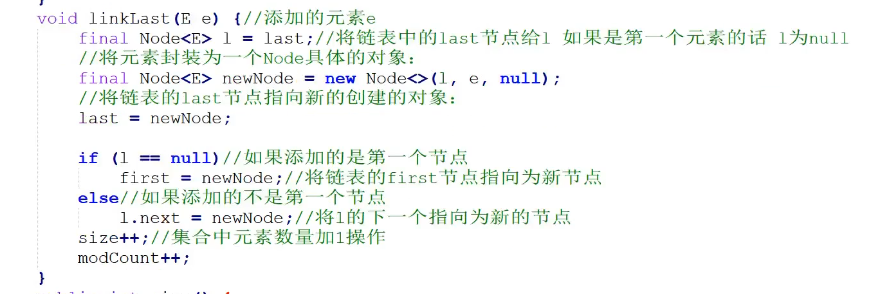 }
void linkLast(E e) {//添加的元素e
final Node<E> l = last;//将链表中的last节点给l 如果是第一个元素的话 l为null
//将元素封装为一个Node具体的对象:
final Node<E> newNode = new Node<>(l, e, null);
//将链表的last节点指向新的创建的对象:
last = newNode;
if (l == null)//如果添加的是第一个节点
first = newNode;//将链表的first节点指向为新节点
else//如果添加的不是第一个节点
l.next = newNode;//将l的下一个指向为新的节点
size++;//集合中元素数量加1操作
modCount++;
}